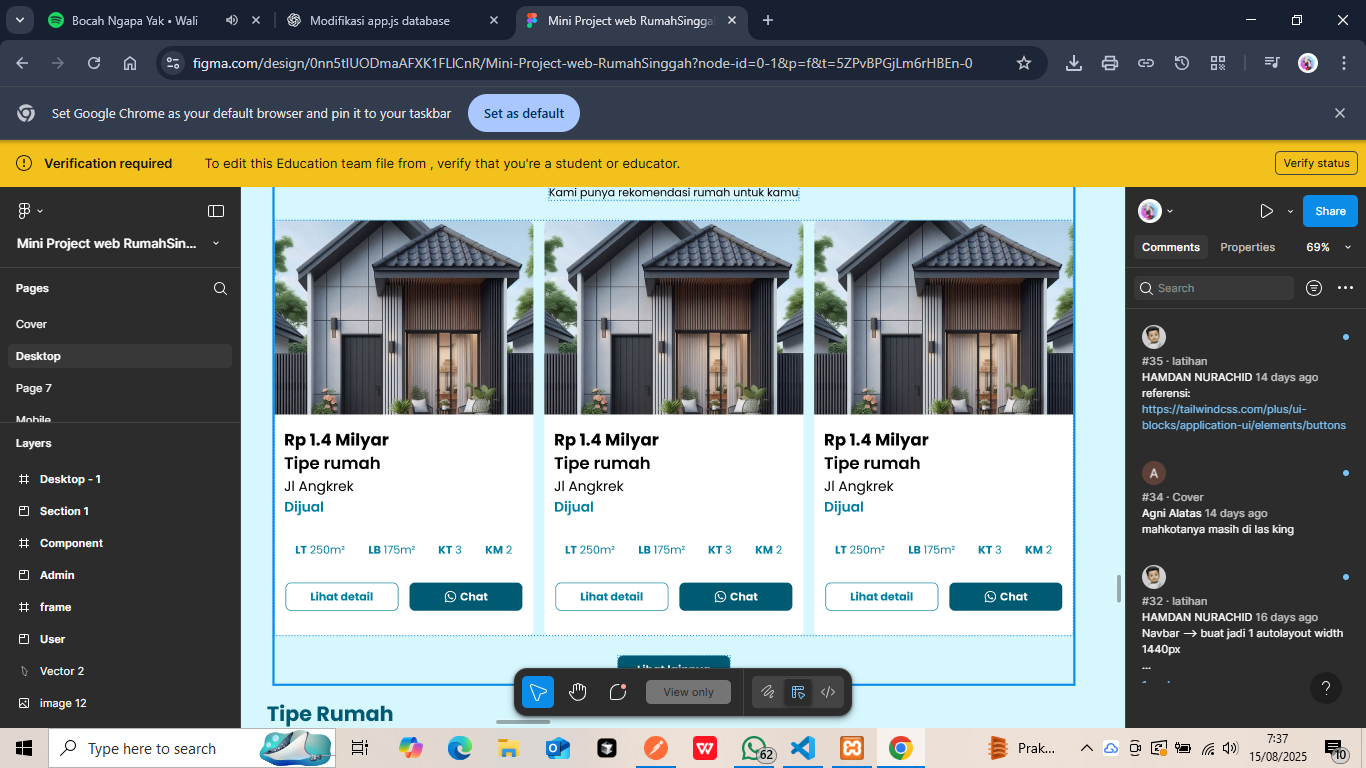 Bocah Ngapa Yak • Wali
Modifikasi app.js database
Mini Project web RumahSingga
figma.com/design/0nn5tlUODmaAFXK1FLlCnR/Mini-Project-web-RumahSinggah?node-id=0-1&p=f&t=5ZPvBPGjLm6rHBEn-0
Set Google Chrome as your default browser and pin it to your taskbar
Set as default
Verification required
To edit this Education team file from , verify that you're a student or educator.
Verify status
Mini Project web RumahSin...
Pages
Cover
Desktop
Page 7
Mobile
Layers
Desktop - 1
Section 1
Component
Admin
frame
User
Vector 2
image 12
Kami punya rekomendasi rumah untuk kamu
Rp 1.4 Milyar
Tipe rumah
Jl Angkrek
Dijual
LT 250m² LB 175m² KT 3 KM 2
Lihat detail
Chat
Rp 1.4 Milyar
Tipe rumah
Jl Angkrek
Dijual
LT 250m² LB 175m² KT 3 KM 2
Lihat detail
Chat
Rp 1.4 Milyar
Tipe rumah
Jl Angkrek
Dijual
LT 250m² LB 175m² KT 3 KM 2
Lihat detail
Chat
Lihat lainnya
Tipe Rumah
View only
Share
Comments
Properties
69%
Search
#35 · latihan
HAMDAN NURACHID 14 days ago
referensi:
https://tailwindcss.com/plus/ui-
blocks/application-ui/elements/buttons
A
#34 · Cover
Agni Alatas 14 days ago
mahkotanya masih di las king
#32 · latihan
HAMDAN NURACHID 16 days ago
Navbar --> buat jadi 1 autolayout width
1440px
...
?
Type here to search
62
Prak...
7:37
15/08/2025
10